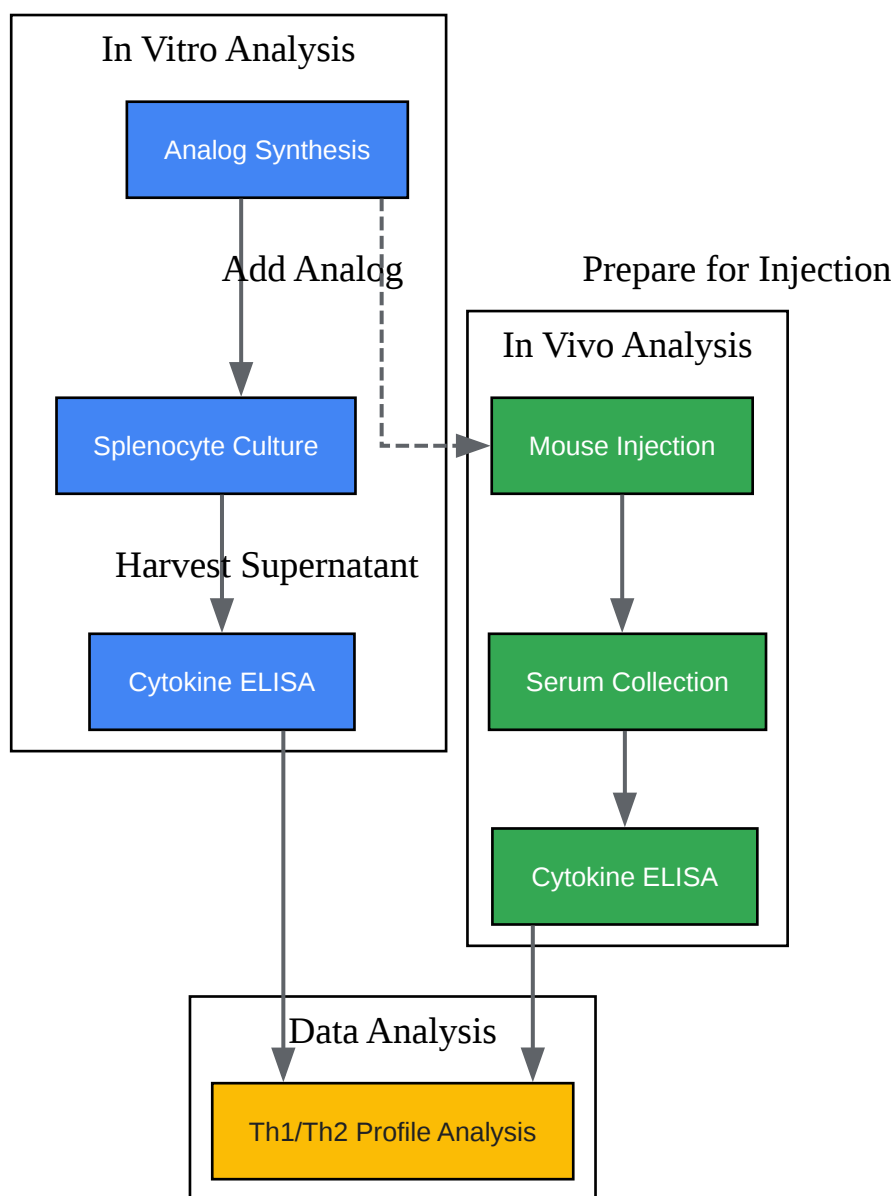 In Vitro Analysis
Analog Synthesis
Add Analog
Prepare for Injection
In Vivo Analysis
Splenocyte Culture
Mouse Injection
Harvest Supernatant
Cytokine ELISA
Serum Collection
Cytokine ELISA
Data Analysis
Th1/Th2 Profile Analysis